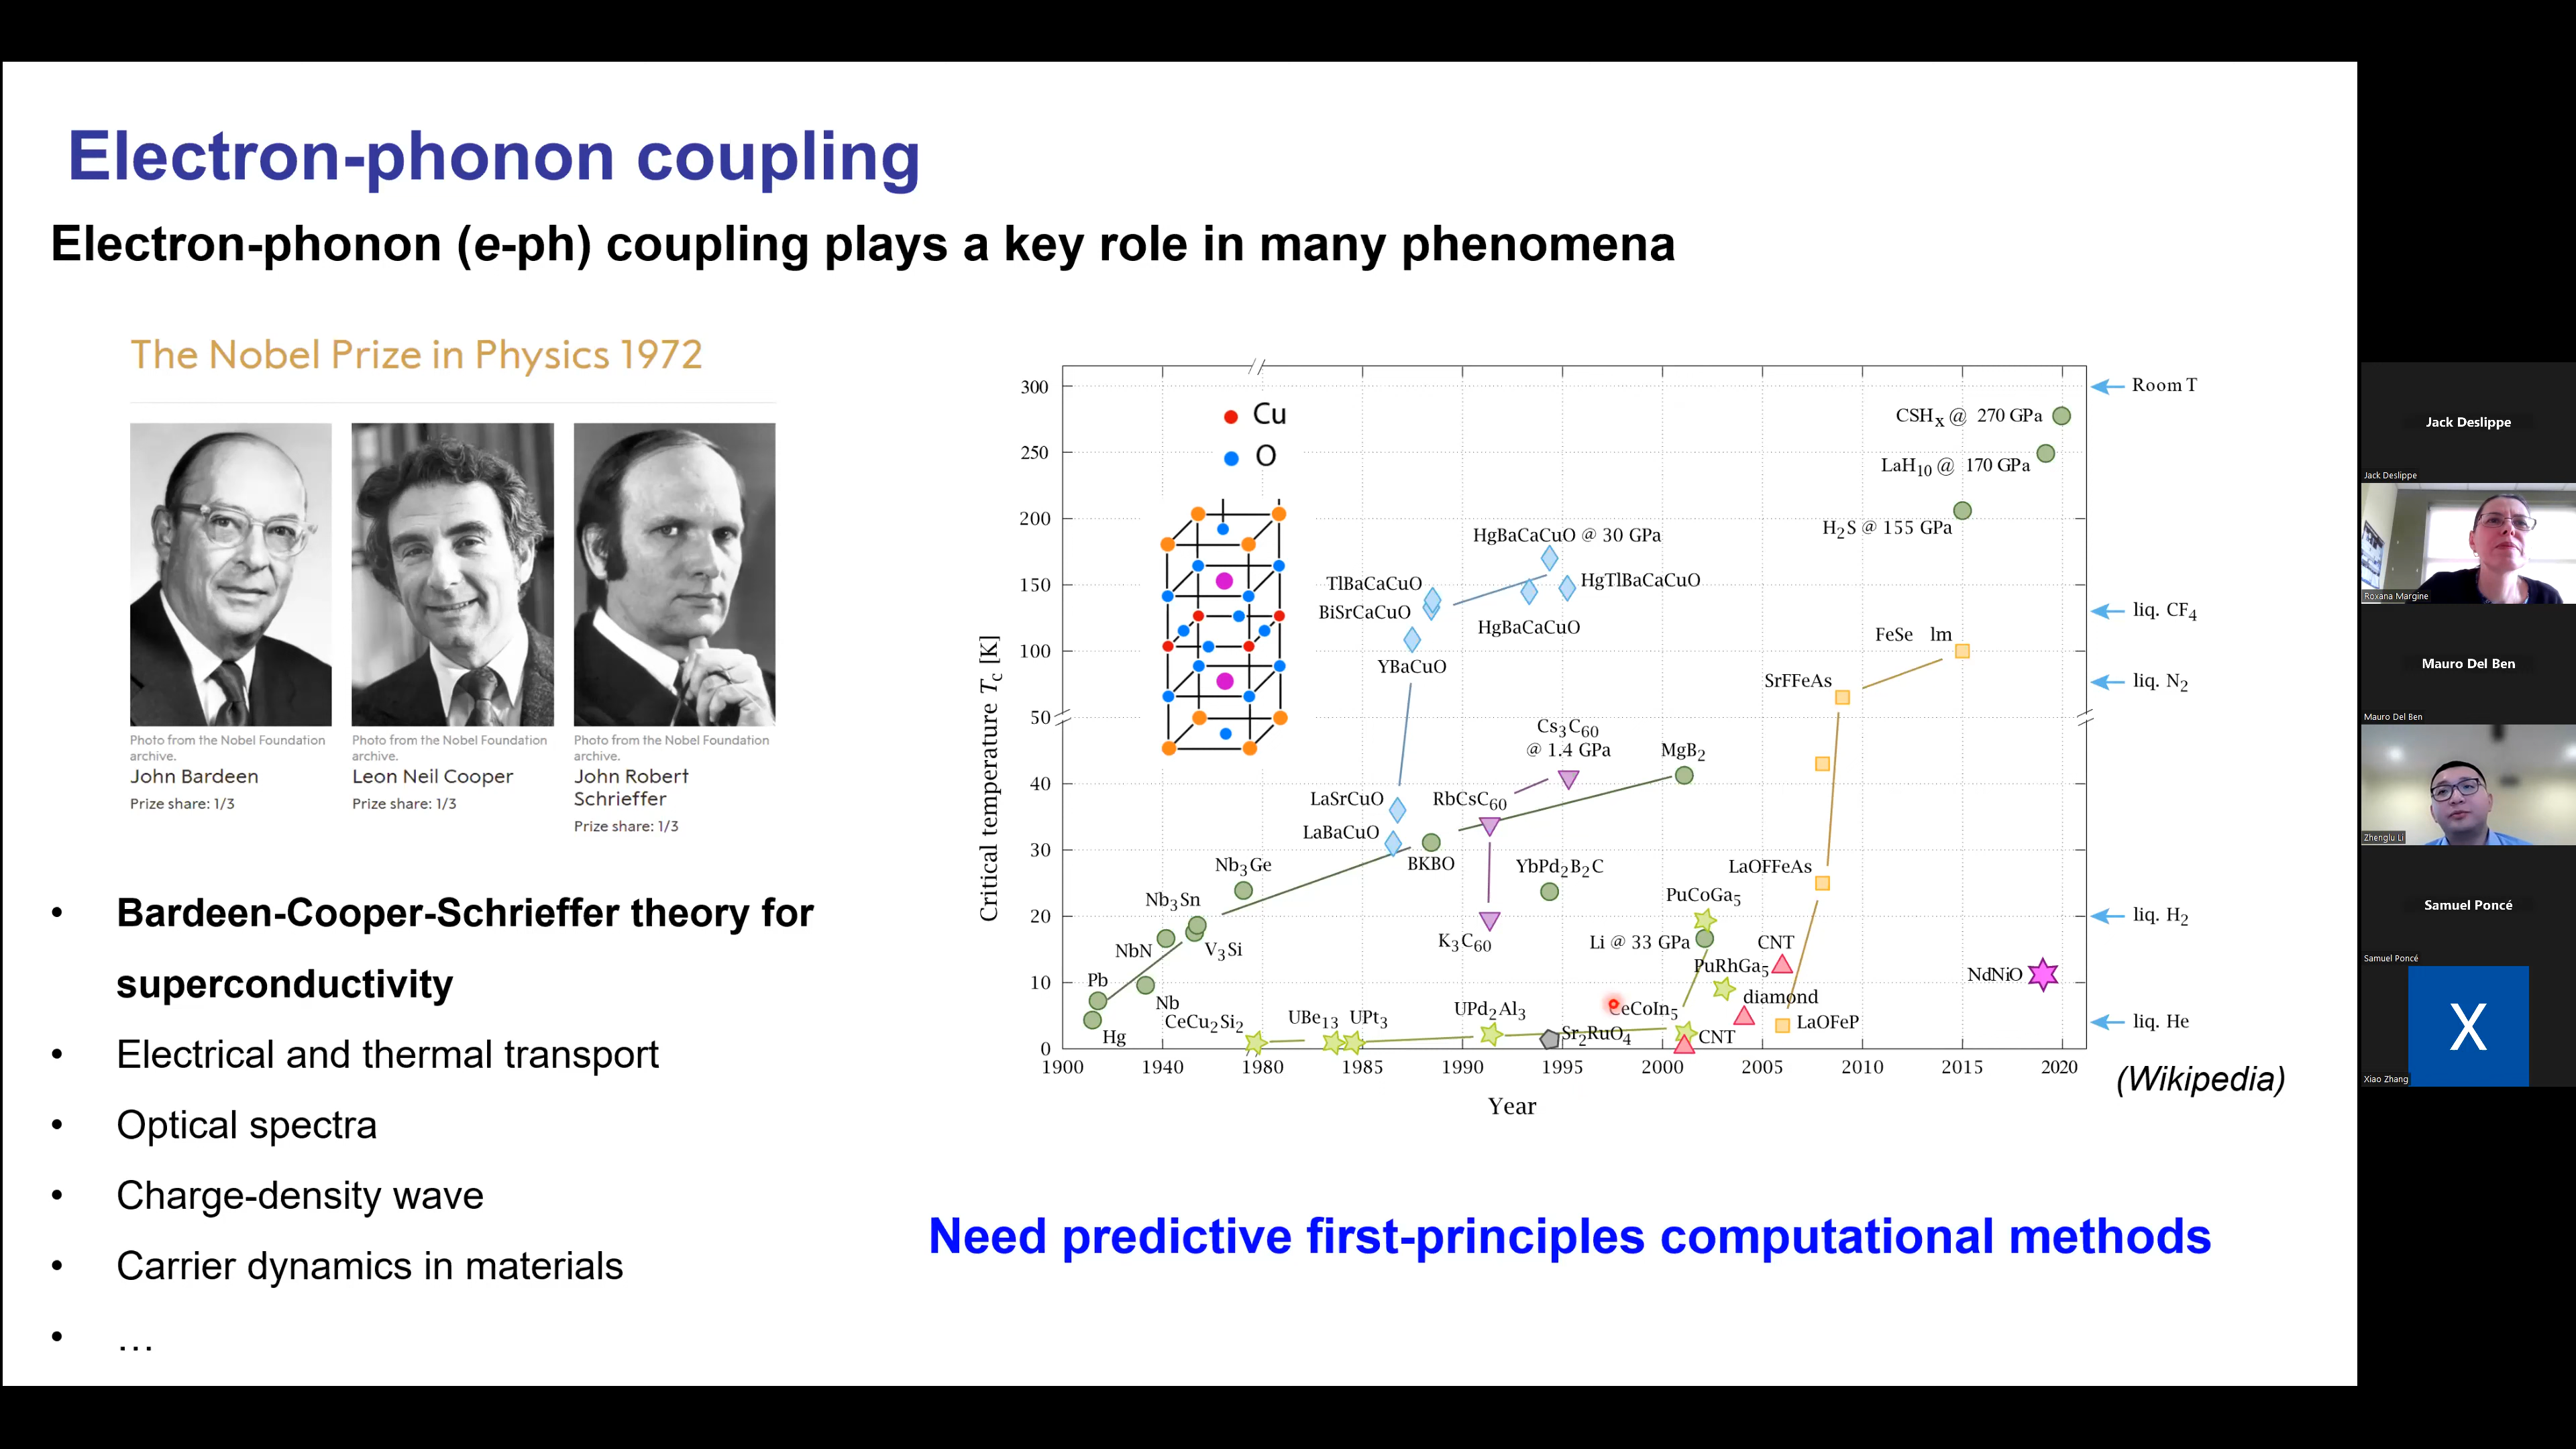 Electron-phonon coupling
Electron-phonon (e-ph) coupling plays a key role in many phenomena
The Nobel Prize in Physics 1972
Photo from the Nobel Foundation archive.
John Bardeen
Prize share: 1/3
Photo from the Nobel Foundation archive.
Leon Neil Cooper
Prize share: 1/3
Photo from the Nobel Foundation archive.
John Robert
Schrieffer
Prize share: 1/3
• Bardeen-Cooper-Schrieffer theory for
superconductivity
• Electrical and thermal transport
• Optical spectra
• Charge-density wave
• Carrier dynamics in materials
• …
Critical temperature Tc [K]
300
250
200
150
100
50
40
30
20
10
0
Cu
O
CSHx @ 270 GPa
LaH10 @ 170 GPa
H2S @ 155 GPa
HgBaCaCuO @ 30 GPa
TlBaCaCuO
HgTlBaCaCuO
BiSrCaCuO
HgBaCaCuO
YBaCuO
FeSe lm
SrFFeAs
Cs3C60
@ 1.4 GPa
MgB2
LaSrCuO
RbCsC60
LaBaCuO
BKBO
Nb3Ge
YbPd2B2C
LaOFFeAs
Nb3Sn
PuCoGa5
NbN
V3Si
K3C60
Li @ 33 GPa
CNT
Pb
PuRhGa5
NdNiO
Nb
diamond
CeCu2Si2
UBe13
UPt3
UPd2Al3
CeCoIn5
LaOFeP
Hg
Sr2RuO4
CNT
1900
1940
1980
1985
1990
1995
2000
2005
2010
2015
2020
Year
Room T
liq. CF4
liq. N2
liq. H2
liq. He
(Wikipedia)
Need predictive first-principles computational methods
Jack Deslippe
Jack Deslippe
Roxana Margine
Mauro Del Ben
Mauro Del Ben
Zhenglu Li
Samuel Poncé
Samuel Poncé
X
Xiao Zhang